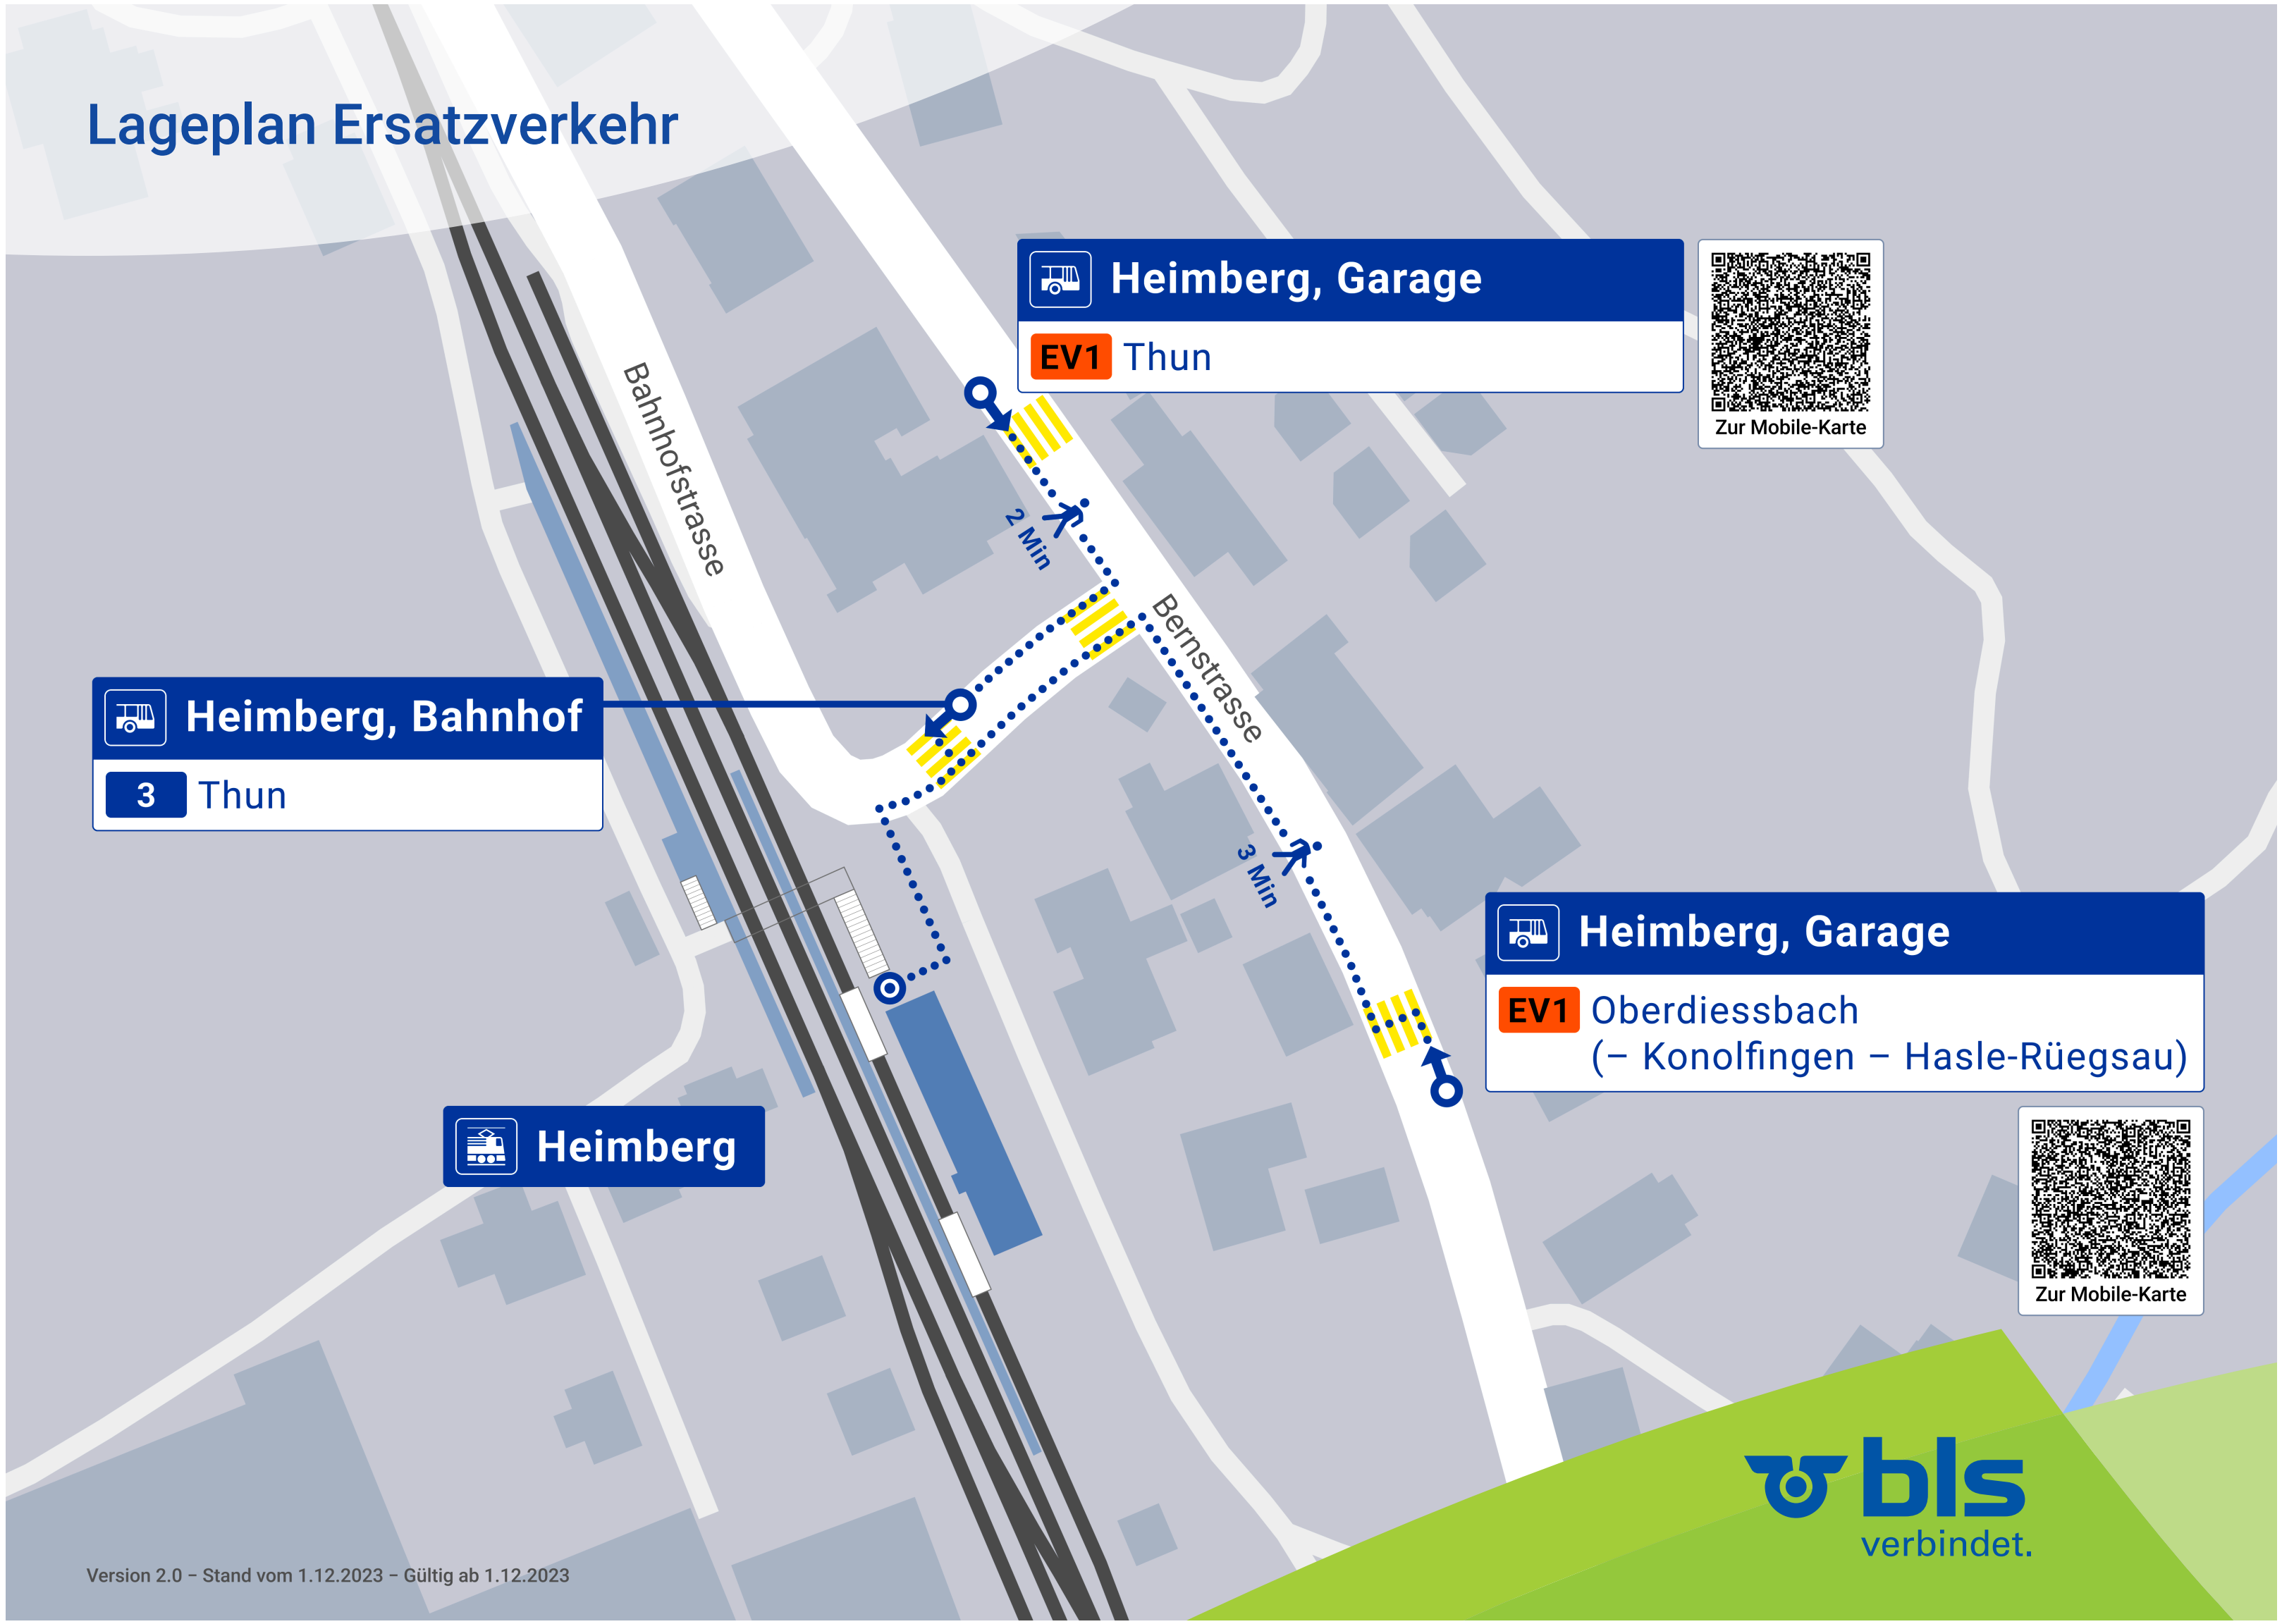 Lageplan Ersatzverkehr
Heimberg, Garage
EV1 Thun
Zur Mobile-Karte
Bahnhofstrasse
2 Min
Bernstrasse
Heimberg, Bahnhof
3 Thun
3 Min
Heimberg, Garage
EV1 Oberdiessbach
(– Konolfingen – Hasle-Rüegsau)
Heimberg
Zur Mobile-Karte
bls
verbindet.
Version 2.0 – Stand vom 1.12.2023 – Gültig ab 1.12.2023